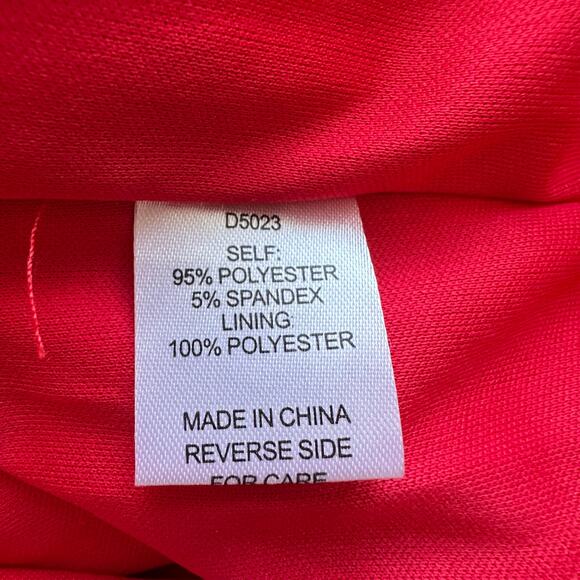 D5023
SELF:
95% POLYESTER
5% SPANDEX
LINING
100% POLYESTER
MADE IN CHINA
REVERSE SIDE
FOR CARE